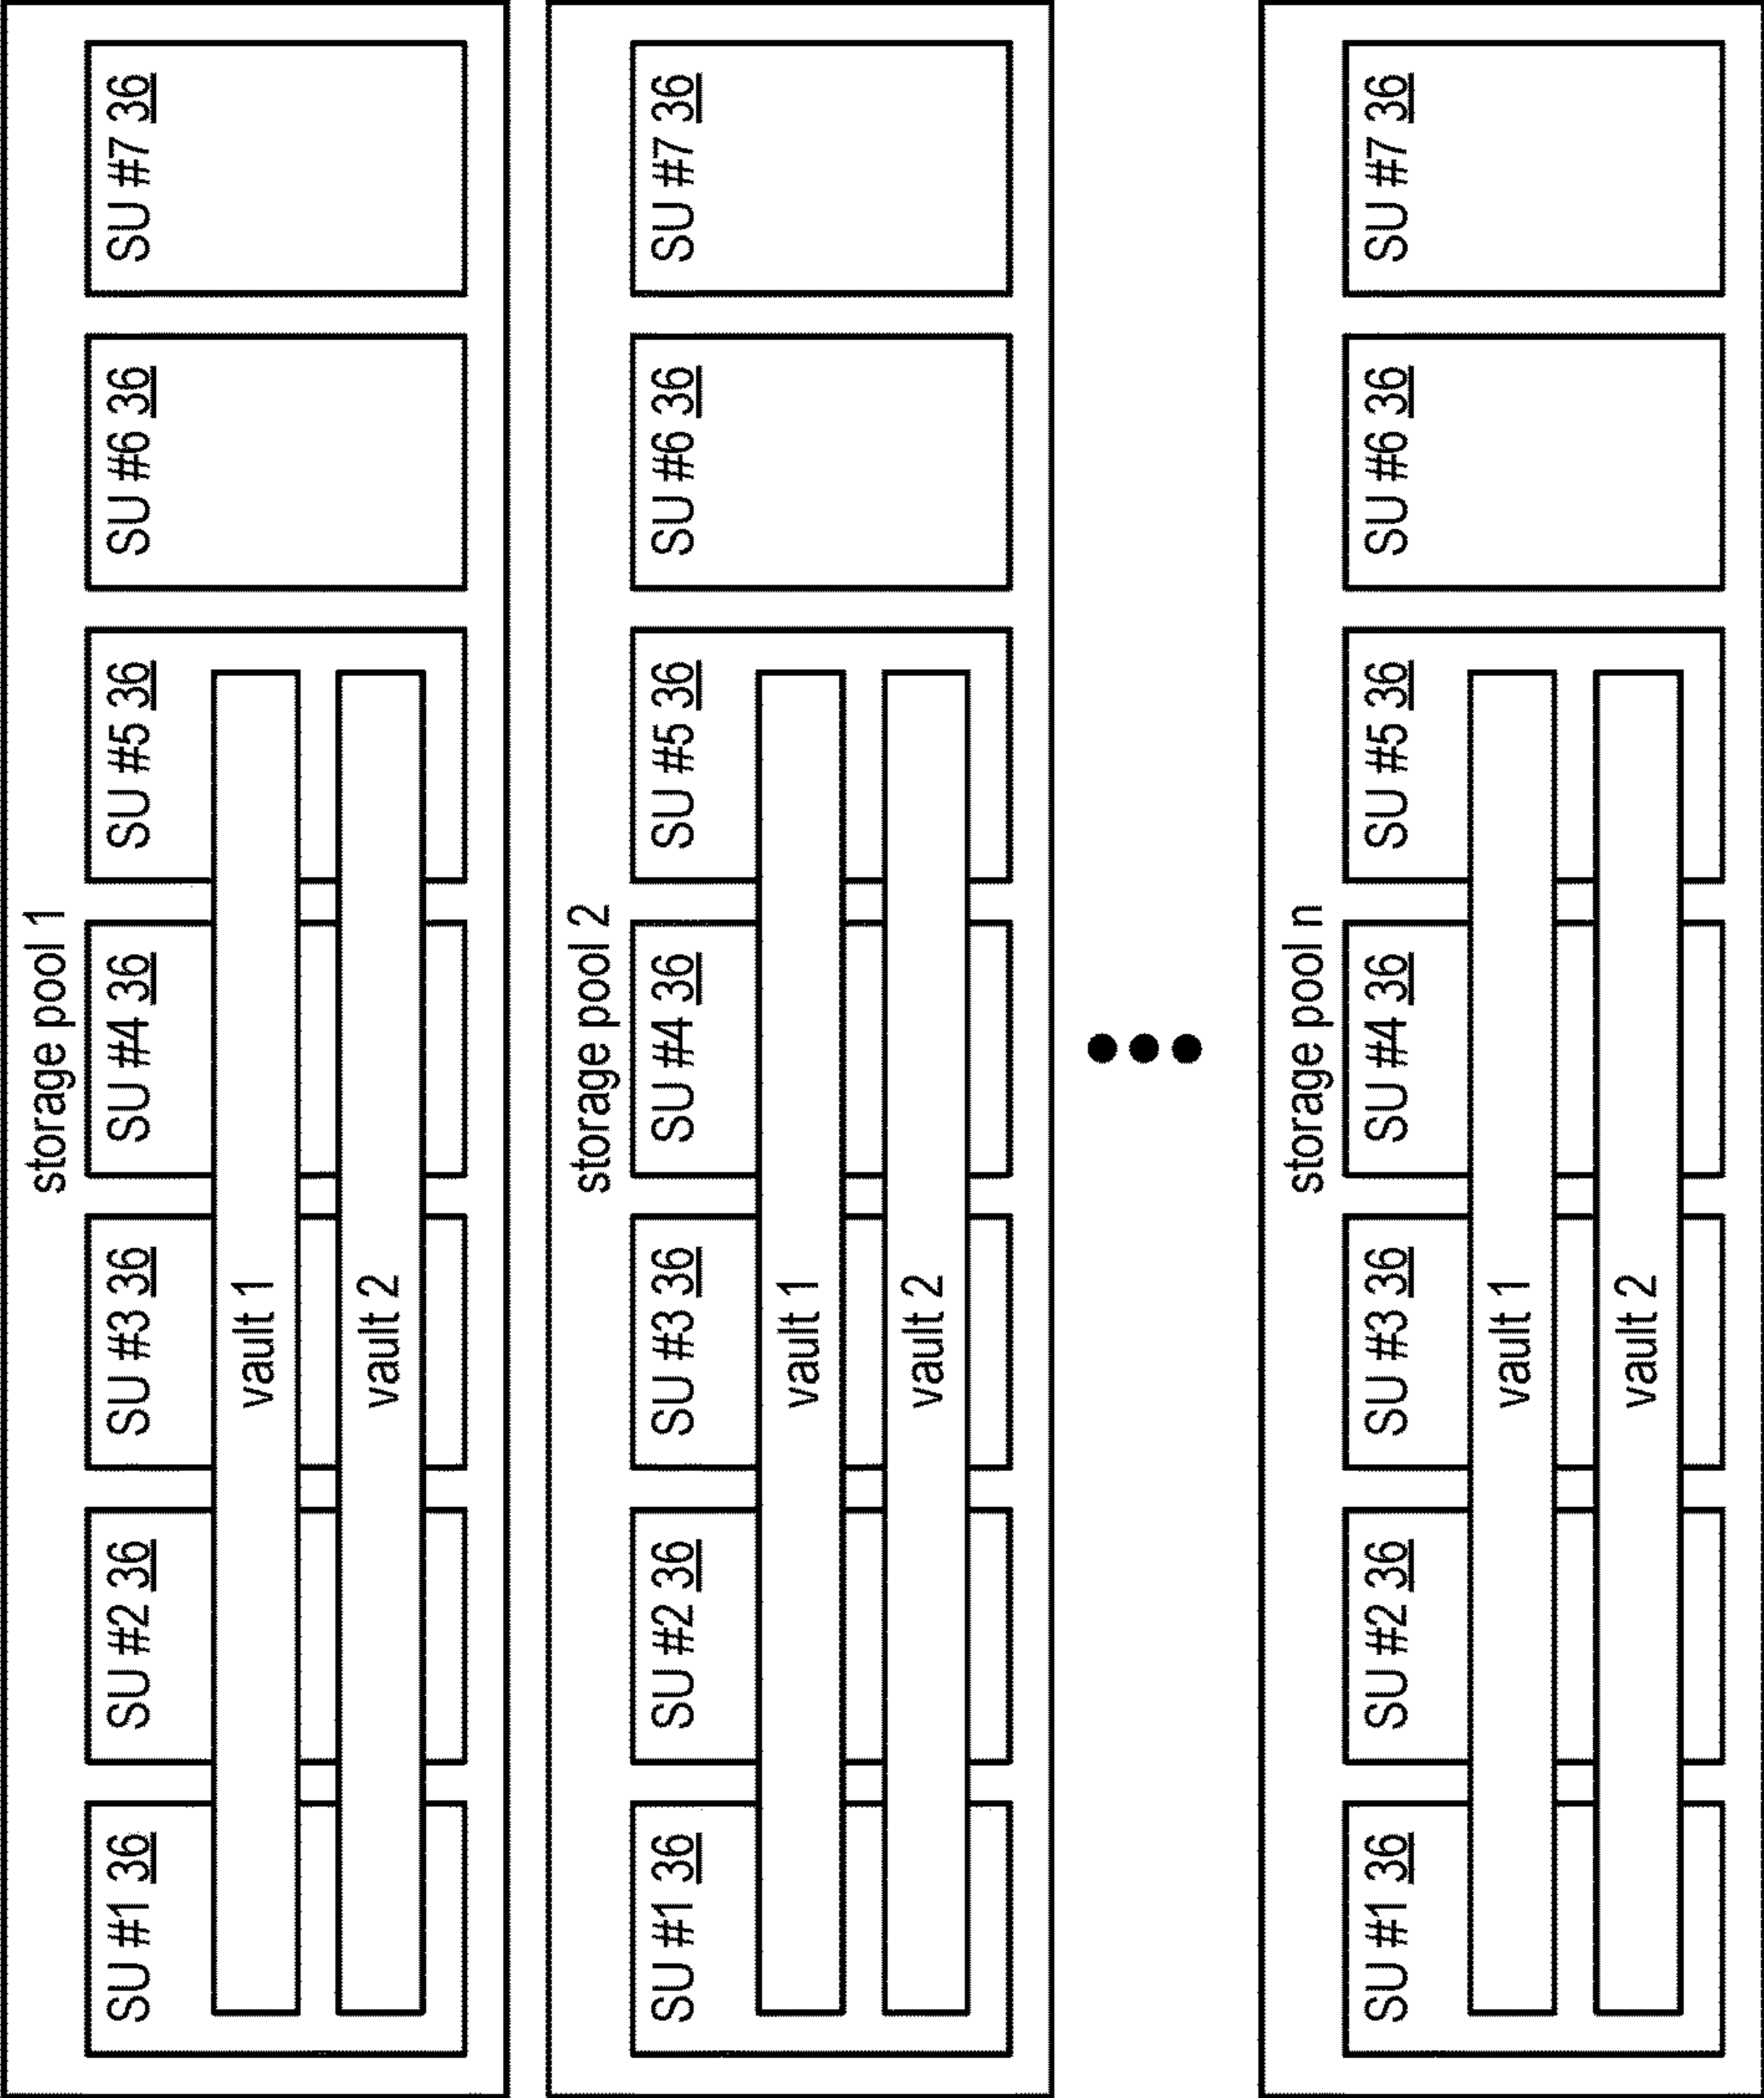 storage pool 1
SU #1 36
SU #2 36
SU #3 36
SU #4 36
SU #5 36
SU #6 36
SU #7 36
vault 1
vault 2
storage pool 2
SU #1 36
SU #2 36
SU #3 36
SU #4 36
SU #5 36
SU #6 36
SU #7 36
vault 1
vault 2
storage pool n
SU #1 36
SU #2 36
SU #3 36
SU #4 36
SU #5 36
SU #6 36
SU #7 36
vault 1
vault 2